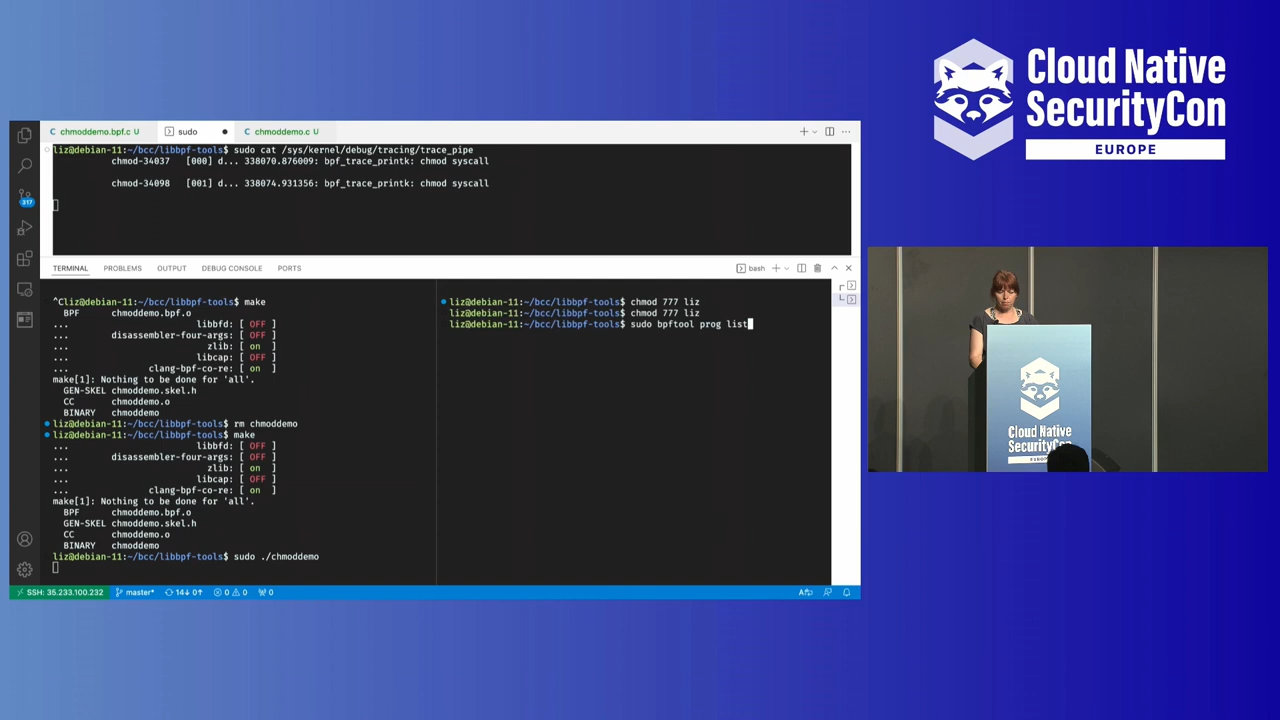 Cloud Native
SecurityCon
EUROPE
chmoddemo.bpf.c U
sudo
chmoddemo.c U
liz@debian-11:~/bcc/libbpf-tools$ sudo cat /sys/kernel/debug/tracing/trace_pipe
chmod-34037 [000] d... 338070.876009: bpf_trace_printk: chmod syscall
chmod-34098 [001] d... 338074.931356: bpf_trace_printk: chmod syscall
317
TERMINAL PROBLEMS OUTPUT DEBUG CONSOLE PORTS
bash
^Cliz@debian-11:~/bcc/libbpf-tools$ make
BPF chmoddemo.bpf.o
... libbfd: [ OFF ]
... disassembler-four-args: [ OFF ]
... zlib: [ on ]
... libcap: [ OFF ]
... clang-bpf-co-re: [ on ]
make[1]: Nothing to be done for 'all'.
GEN-SKEL chmoddemo.skel.h
CC chmoddemo.o
BINARY chmoddemo
liz@debian-11:~/bcc/libbpf-tools$ rm chmoddemo
liz@debian-11:~/bcc/libbpf-tools$ make
... libbfd: [ OFF ]
... disassembler-four-args: [ OFF ]
... zlib: [ on ]
... libcap: [ OFF ]
... clang-bpf-co-re: [ on ]
make[1]: Nothing to be done for 'all'.
BPF chmoddemo.bpf.o
GEN-SKEL chmoddemo.skel.h
CC chmoddemo.o
BINARY chmoddemo
liz@debian-11:~/bcc/libbpf-tools$ sudo ./chmoddemo
liz@debian-11:~/bcc/libbpf-tools$ chmod 777 liz
liz@debian-11:~/bcc/libbpf-tools$ chmod 777 liz
liz@debian-11:~/bcc/libbpf-tools$ sudo bpftool prog list
SSH: 35.233.100.232 master* 14↓ 0↑ 0 0 0
Cloud Native
SecurityCon